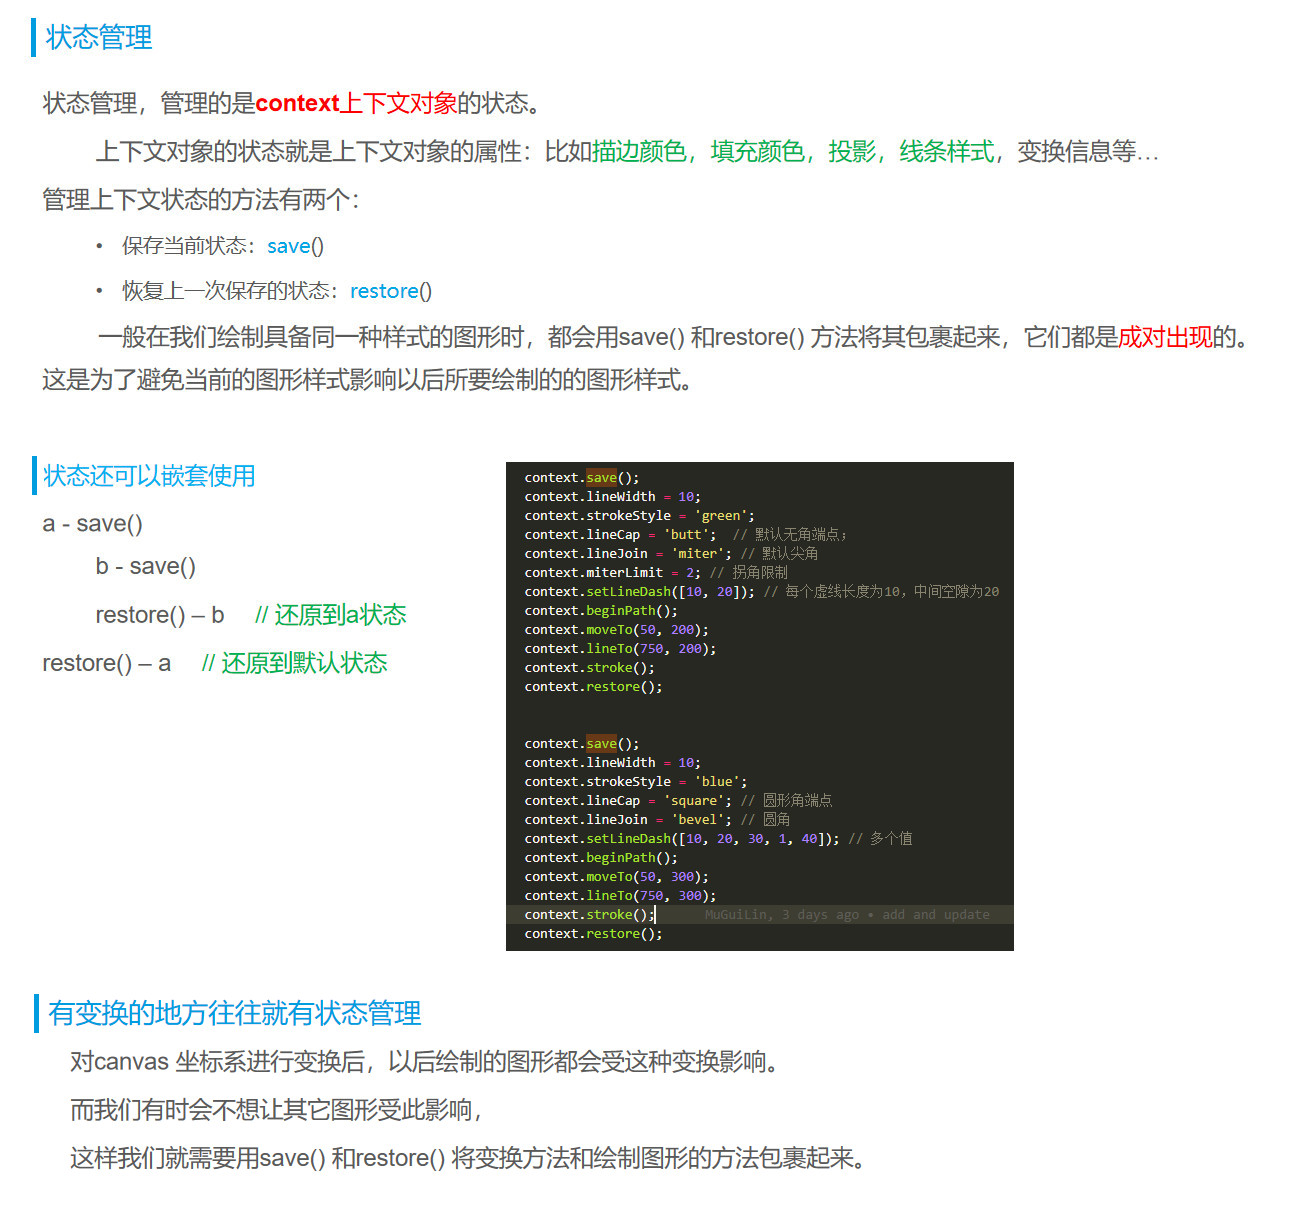 状态管理
状态管理，管理的是context上下文对象的状态。
上下文对象的状态就是上下文对象的属性：比如描边颜色，填充颜色，投影，线条样式，变换信息等…
管理上下文状态的方法有两个：
• 保存当前状态：save()
• 恢复上一次保存的状态：restore()
一般在我们绘制具备同一种样式的图形时，都会用save() 和restore() 方法将其包裹起来，它们都是成对出现的。
这是为了避免当前的图形样式影响以后所要绘制的的图形样式。
状态还可以嵌套使用
a - save()
b - save()
restore() – b // 还原到a状态
restore() – a // 还原到默认状态
context.save();
context.lineWidth = 10;
context.strokeStyle = 'green';
context.lineCap = 'butt'; // 默认无角端点;
context.lineJoin = 'miter'; // 默认尖角
context.miterLimit = 2; // 拐角限制
context.setLineDash([10, 20]); // 每个虚线长度为10，中间空隙为20
context.beginPath();
context.moveTo(50, 200);
context.lineTo(750, 200);
context.stroke();
context.restore();
context.save();
context.lineWidth = 10;
context.strokeStyle = 'blue';
context.lineCap = 'square'; // 圆形角端点
context.lineJoin = 'bevel'; // 圆角
context.setLineDash([10, 20, 30, 1, 40]); // 多个值
context.beginPath();
context.moveTo(50, 300);
context.lineTo(750, 300);
context.stroke(); MuGuiLin, 3 days ago • add and update
context.restore();
有变换的地方往往就有状态管理
对canvas 坐标系进行变换后，以后绘制的图形都会受这种变换影响。
而我们有时会不想让其它图形受此影响，
这样我们就需要用save() 和restore() 将变换方法和绘制图形的方法包裹起来。